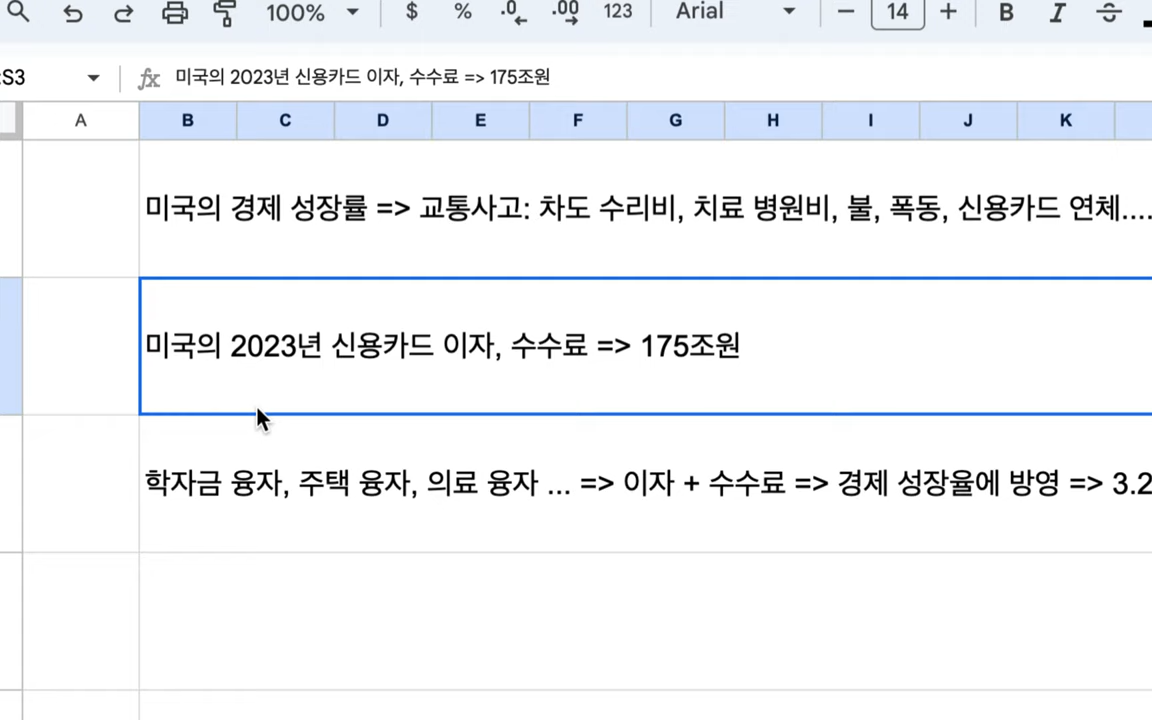 100% $ % .0 .00 123 Arial 14 B I S
:S3 fx 미국의 2023년 신용카드 이자, 수수료 => 175조원
A B C D E F G H I J K
미국의 경제 성장률 => 교통사고: 차도 수리비, 치료 병원비, 불, 폭동, 신용카드 연체....
미국의 2023년 신용카드 이자, 수수료 => 175조원
학자금 융자, 주택 융자, 의료 융자 ... => 이자 + 수수료 => 경제 성장율에 방영 => 3.2